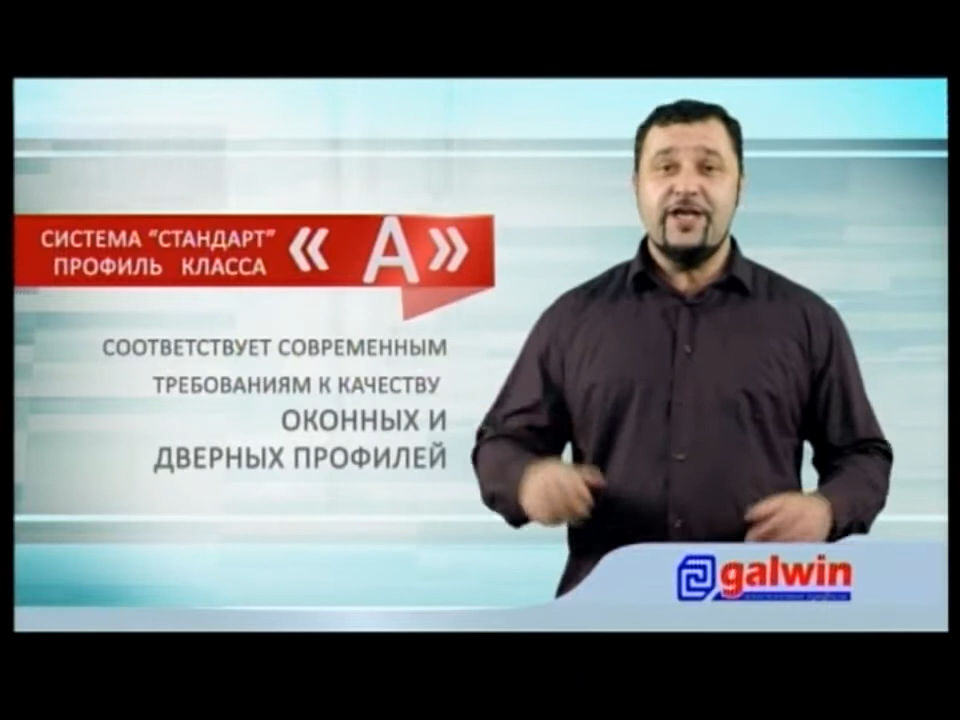 СИСТЕМА “СТАНДАРТ”
ПРОФИЛЬ КЛАССА « А»
СООТВЕТСТВУЕТ СОВРЕМЕННЫМ
ТРЕБОВАНИЯМ К КАЧЕСТВУ
ОКОННЫХ И
ДВЕРНЫХ ПРОФИЛЕЙ
galwin